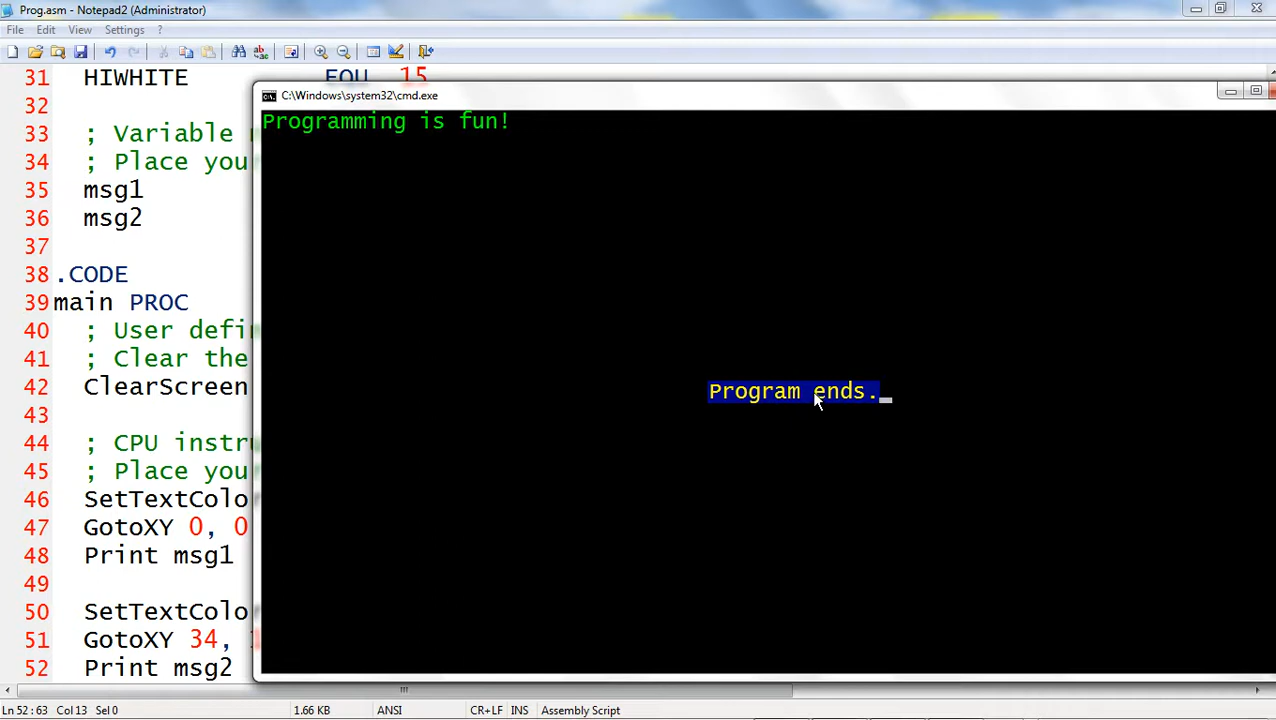 Prog.asm - Notepad2 (Administrator)
File Edit View Settings ?
31 HIWHITE EQU 15
32
33 ; Variable
34 ; Place you
35 msg1
36 msg2
37
38 .CODE
39 main PROC
40 ; User defi
41 ; Clear the
42 ClearScreen
43
44 ; CPU instr
45 ; Place you
46 SetTextColo
47 GotoXY 0, 0
48 Print msg1
49
50 SetTextColo
51 GotoXY 34,
52 Print msg2
C:\Windows\system32\cmd.exe
Programming is fun!
Program ends.
Ln 52 : 63 Col 13 Sel 0 1.66 KB ANSI CR+LF INS Assembly Script